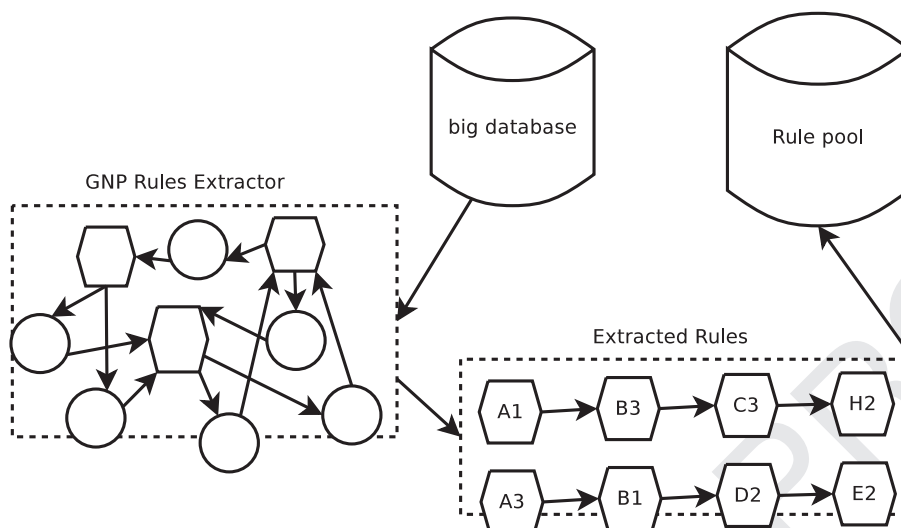 big database
Rule pool
GNP Rules Extractor
Extracted Rules
A1 B3 C3 H2
A3 B1 D2 E2